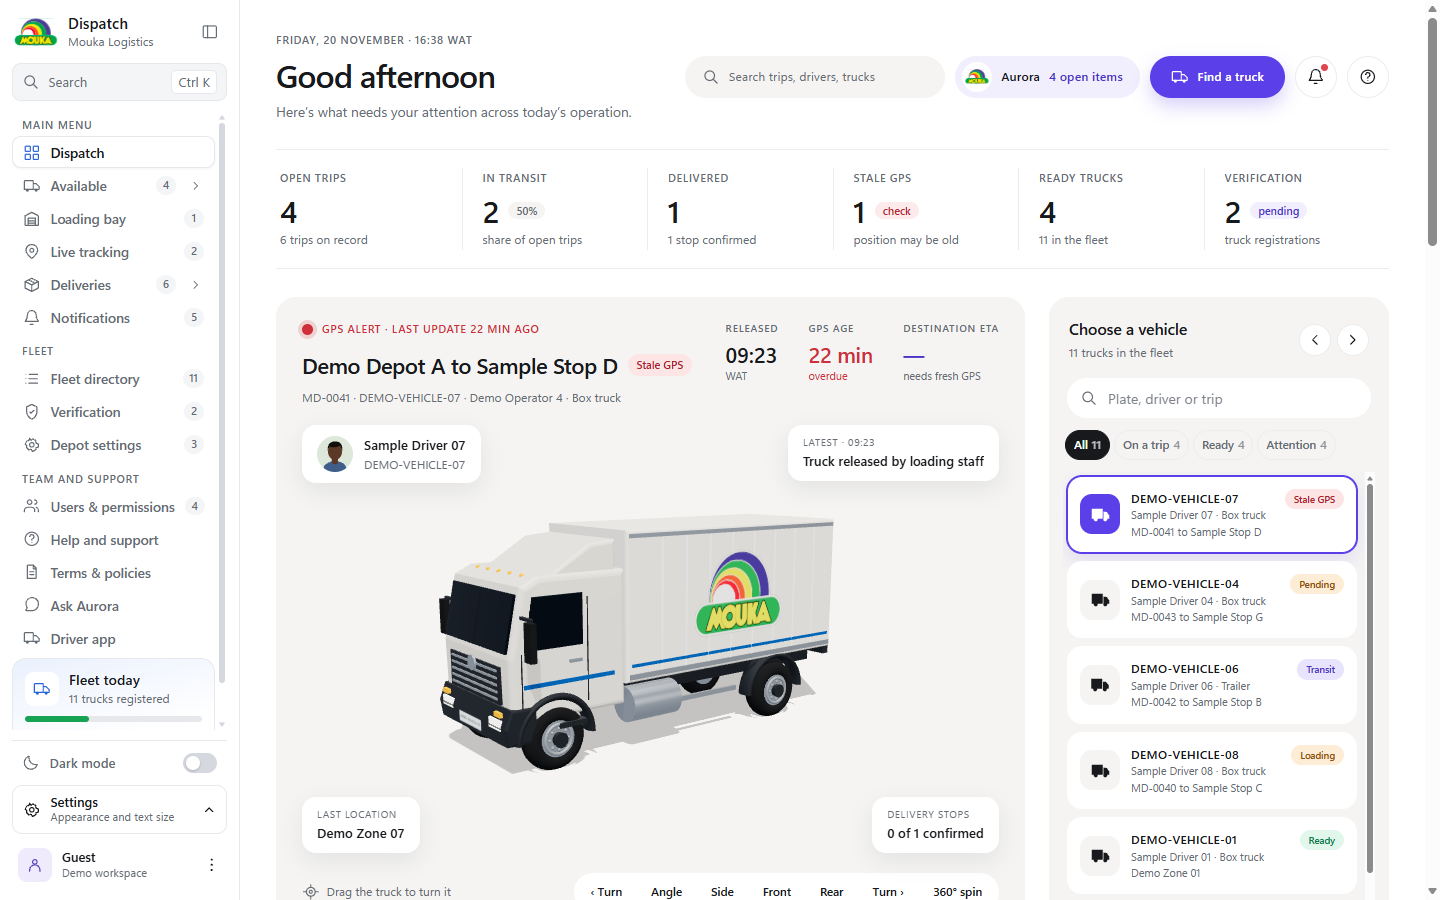 Dispatch
Mouka Logistics
Search
Ctrl K
MAIN MENU
Dispatch
Available 4
Loading bay 1
Live tracking 2
Deliveries 6
Notifications 5
FLEET
Fleet directory 11
Verification 2
Depot settings 3
TEAM AND SUPPORT
Users & permissions 4
Help and support
Terms & policies
Ask Aurora
Driver app
Fleet today
11 trucks registered
Dark mode
Settings
Appearance and text size
Guest
Demo workspace
FRIDAY, 20 NOVEMBER · 16:38 WAT
Good afternoon
Here's what needs your attention across today's operation.
Search trips, drivers, trucks
Aurora 4 open items
Find a truck
OPEN TRIPS
4
6 trips on record
IN TRANSIT
2 50%
share of open trips
DELIVERED
1
1 stop confirmed
STALE GPS
1 check
position may be old
READY TRUCKS
4
11 in the fleet
VERIFICATION
2 pending
truck registrations
GPS ALERT · LAST UPDATE 22 MIN AGO
Demo Depot A to Sample Stop D Stale GPS
MD-0041 · DEMO-VEHICLE-07 · Demo Operator 4 · Box truck
RELEASED
09:23
WAT
GPS AGE
22 min
overdue
DESTINATION ETA
—
needs fresh GPS
Sample Driver 07
DEMO-VEHICLE-07
LATEST · 09:23
Truck released by loading staff
MOUKA
LAST LOCATION
Demo Zone 07
DELIVERY STOPS
0 of 1 confirmed
Drag the truck to turn it
‹ Turn Angle Side Front Rear Turn › 360° spin
Choose a vehicle
11 trucks in the fleet
Plate, driver or trip
All 11 On a trip 4 Ready 4 Attention 4
DEMO-VEHICLE-07 Stale GPS
Sample Driver 07 · Box truck
MD-0041 to Sample Stop D
DEMO-VEHICLE-04 Pending
Sample Driver 04 · Box truck
MD-0043 to Sample Stop G
DEMO-VEHICLE-06 Transit
Sample Driver 06 · Trailer
MD-0042 to Sample Stop B
DEMO-VEHICLE-08 Loading
Sample Driver 08 · Box truck
MD-0040 to Sample Stop C
DEMO-VEHICLE-01 Ready
Sample Driver 01 · Box truck
Demo Zone 01